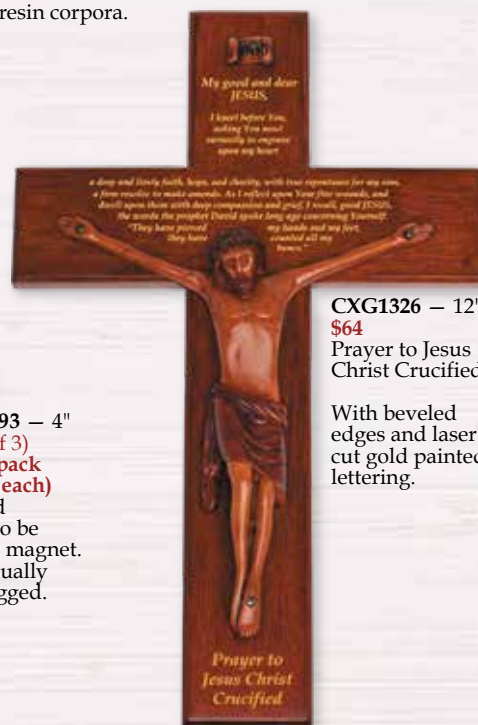 resin corpora.
My good and dear
JESUS,
I kneel before You,
asking You most
earnestly to engrave
upon my heart
a deep and lively faith, hope, and charity, with true repentance for my sins,
a firm resolve to make amends. As I reflect upon Your five wounds, and
dwell upon them with deep compassion and grief, I recall, good JESUS,
the words the prophet David spoke long ago concerning Yourself:
"They have pierced my hands and my feet,
they have counted all my
bones."
CXG1326 — 12"
$64
Prayer to Jesus
Christ Crucified
With beveled
edges and laser
cut gold painted
lettering.
93 — 4"
f 3)
pack
each)
d
o be
magnet.
ually
gged.
Prayer to
Jesus Christ
Crucified